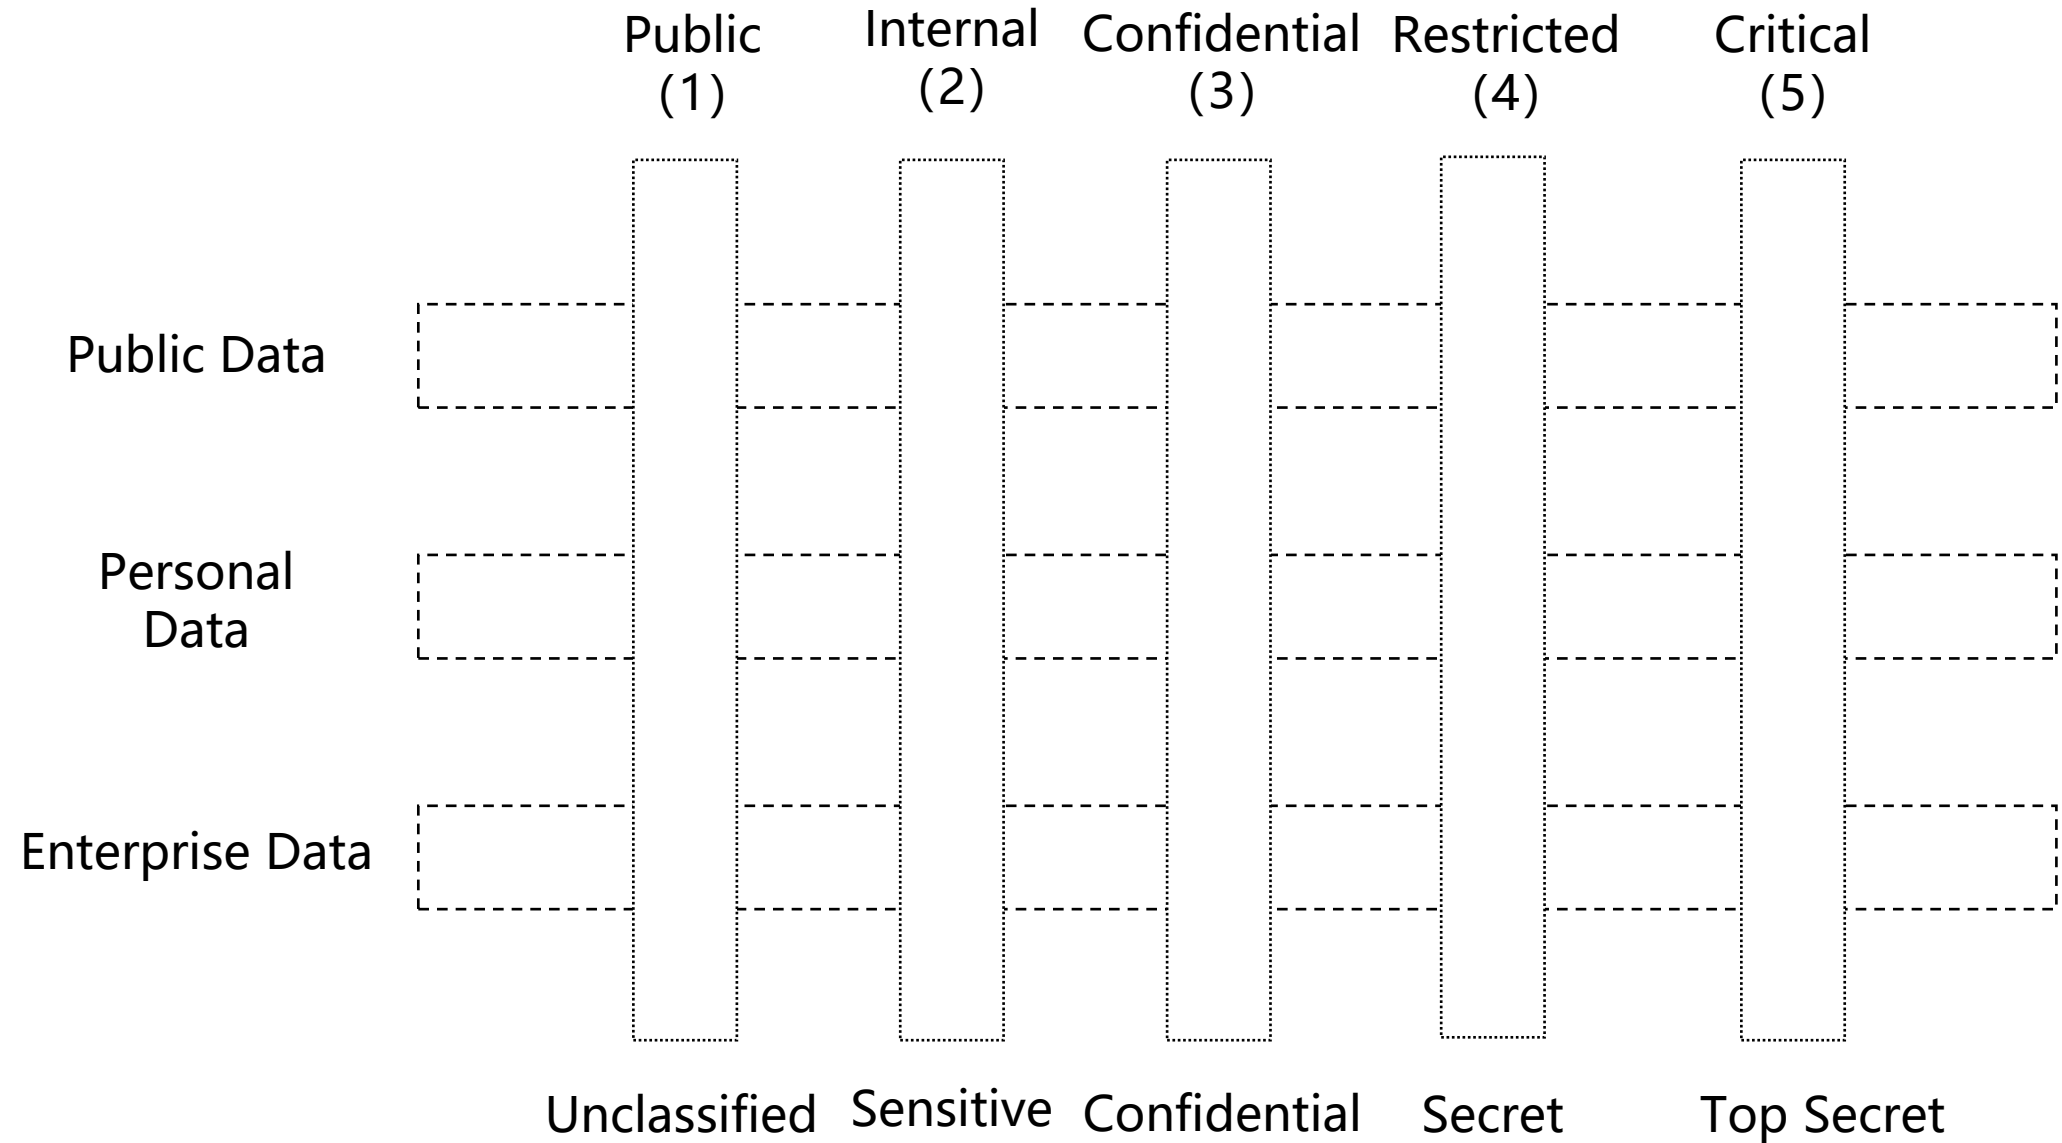 Public Internal Confidential Restricted Critical
(1) (2) (3) (4) (5)
Public Data
Personal
Data
Enterprise Data
Unclassified Sensitive Confidential Secret Top Secret